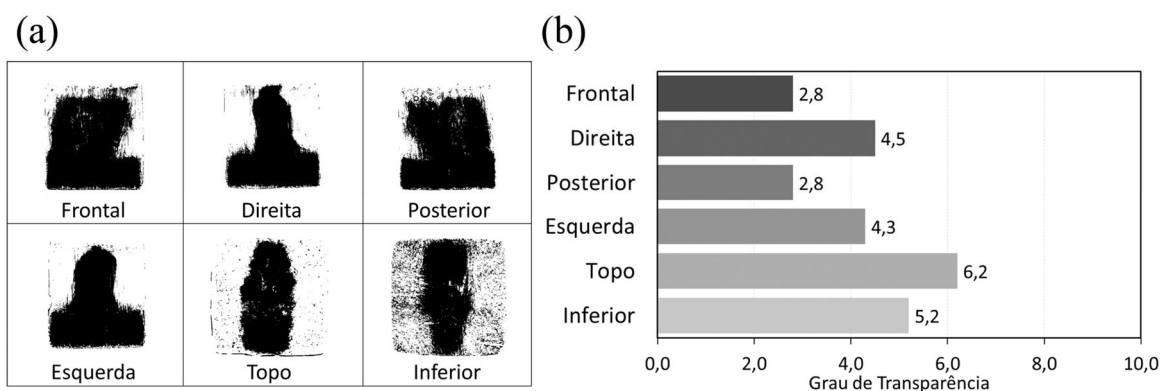 (a)
Frontal
Direita
Posterior
Esquerda
Topo
Inferior
(b)
Frontal
2,8
Direita
4,5
Posterior
2,8
Esquerda
4,3
Topo
6,2
Inferior
5,2
0,0 2,0 4,0 6,0 8,0 10,0
Grau de Transparência